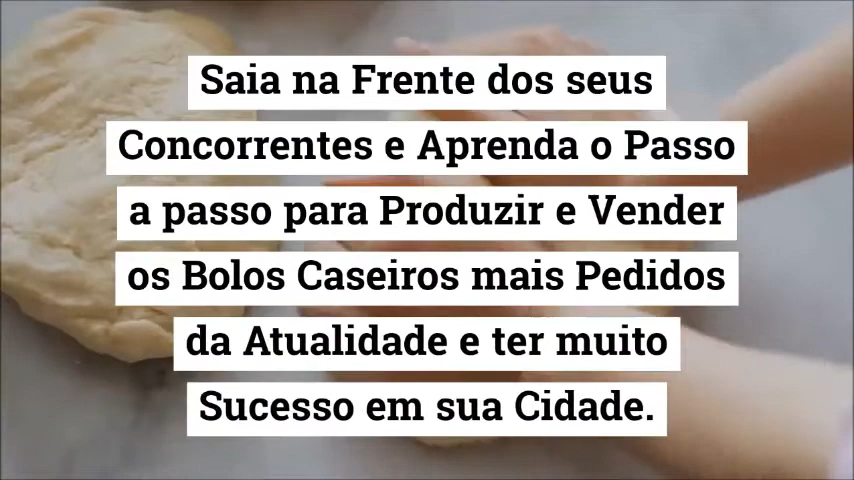 Saia na Frente dos seus
Concorrentes e Aprenda o Passo
a passo para Produzir e Vender
os Bolos Caseiros mais Pedidos
da Atualidade e ter muito
Sucesso em sua Cidade.